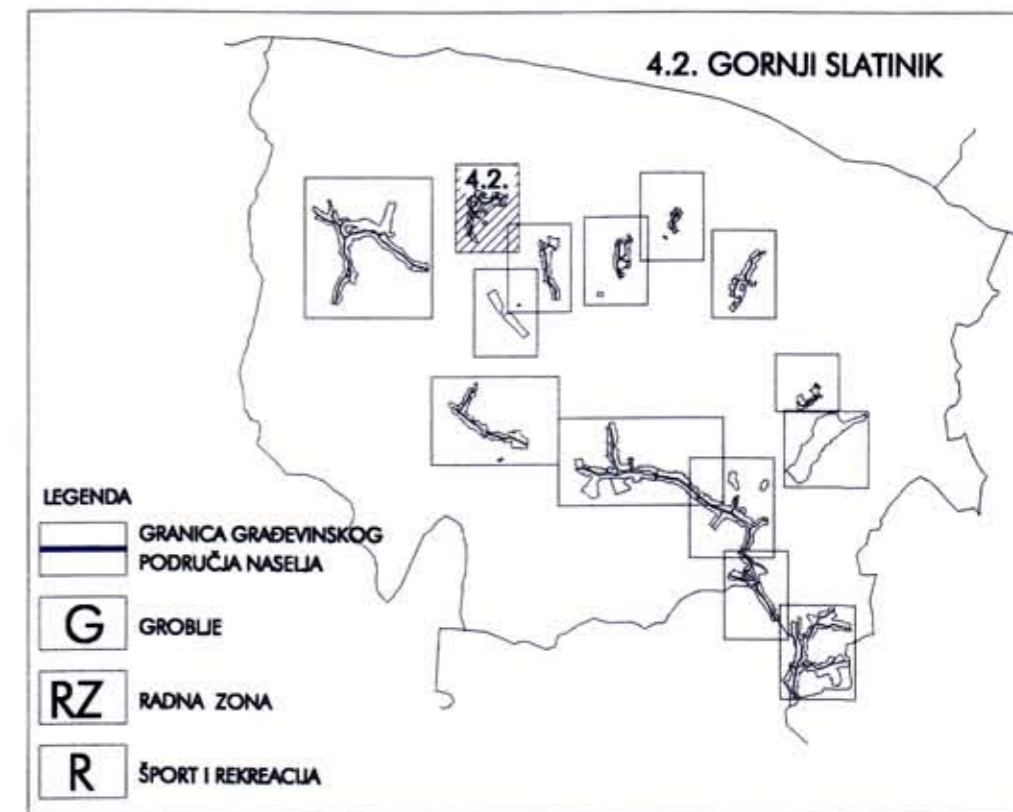 4.2. GORNJI SLATINIK
4.2.
LEGENDA
GRANICA GRAĐEVINSKOG
PODRUČJA NASELJA
G GROBLJE
RZ RADNA ZONA
R ŠPORT I REKREACIJA